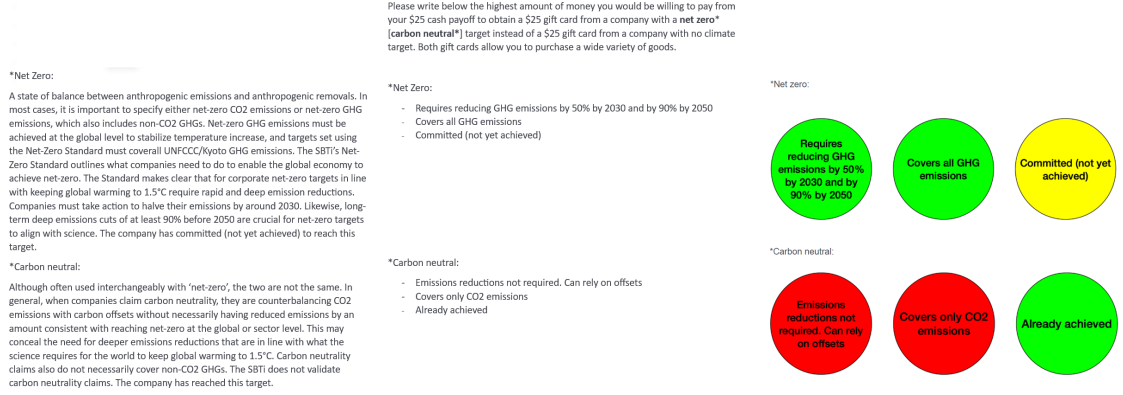 Please write below the highest amount of money you would be willing to pay from
your $25 cash payoff to obtain a $25 gift card from a company with a net zero*
[carbon neutral*] target instead of a $25 gift card from a company with no climate
target. Both gift cards allow you to purchase a wide variety of goods.
*Net Zero:
A state of balance between anthropogenic emissions and anthropogenic removals. In
most cases, it is important to specify either net-zero CO2 emissions or net-zero GHG
emissions, which also includes non-CO2 GHGs. Net-zero GHG emissions must be
achieved at the global level to stabilize temperature increase, and targets set using
the Net-Zero Standard must coverall UNFCCC/Kyoto GHG emissions. The SBTi's Net-
Zero Standard outlines what companies need to do to enable the global economy to
achieve net-zero. The Standard makes clear that for corporate net-zero targets in line
with keeping global warming to 1.5°C require rapid and deep emission reductions.
Companies must take action to halve their emissions by around 2030. Likewise, long-
term deep emissions cuts of at least 90% before 2050 are crucial for net-zero targets
to align with science. The company has committed (not yet achieved) to reach this
target.
*Carbon neutral:
Although often used interchangeably with 'net-zero', the two are not the same. In
general, when companies claim carbon neutrality, they are counterbalancing CO2
emissions with carbon offsets without necessarily having reduced emissions by an
amount consistent with reaching net-zero at the global or sector level. This may
conceal the need for deeper emissions reductions that are in line with what the
science requires for the world to keep global warming to 1.5°C. Carbon neutrality
claims also do not necessarily cover non-CO2 GHGs. The SBTi does not validate
carbon neutrality claims. The company has reached this target.
*Net Zero:
- Requires reducing GHG emissions by 50% by 2030 and by 90% by 2050
- Covers all GHG emissions
- Committed (not yet achieved)
*Carbon neutral:
- Emissions reductions not required. Can rely on offsets
- Covers only CO2 emissions
- Already achieved
*Net zero:
Requires
reducing GHG
emissions by 50%
by 2030 and by
90% by 2050
Covers all GHG
emissions
Committed (not yet
achieved)
*Carbon neutral:
Emissions
reductions not
required. Can rely
on offsets
Covers only CO2
emissions
Already achieved